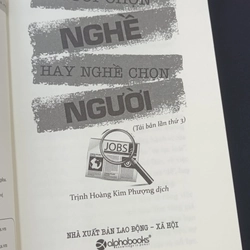 NGHỀ
HAY NGHỀ CHỌN
NGƯỜI
(Tái bản lần thứ 3)
JOBS
Trịnh Hoàng Kim Phượng dịch
NHÀ XUẤT BẢN LAO ĐỘNG – XÃ HỘI
alphabooks